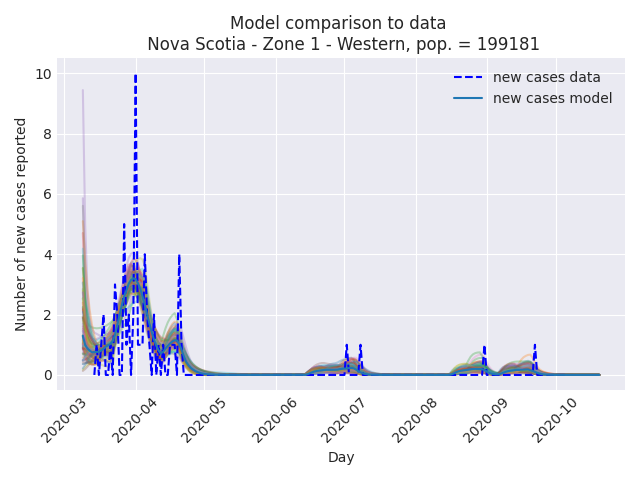 Model comparison to data
Nova Scotia - Zone 1 - Western, pop. = 199181
new cases data
new cases model
Number of new cases reported
10
8
6
4
2
0
2020-03
2020-04
2020-05
2020-06
2020-07
2020-08
2020-09
2020-10
Day